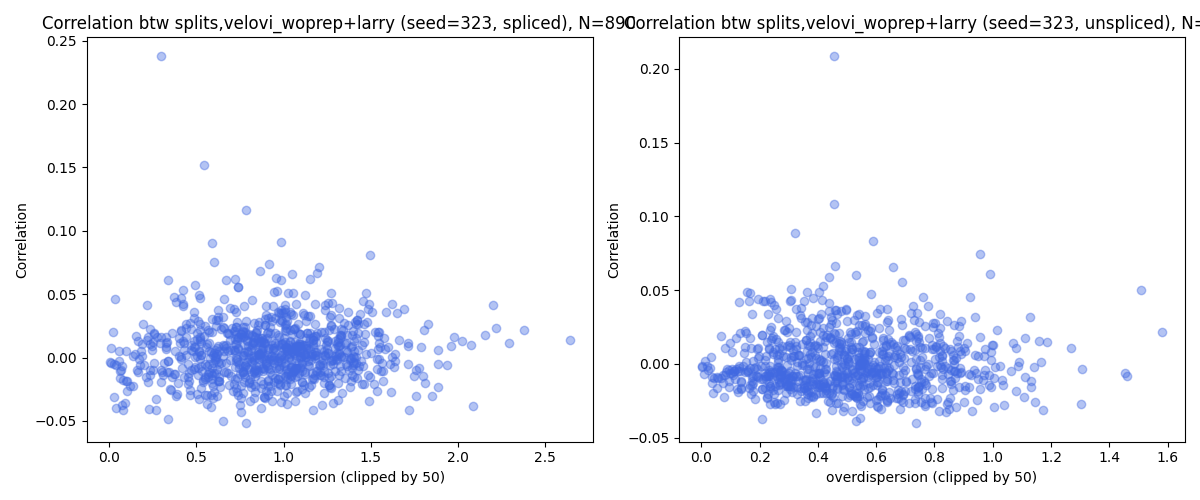 Correlation btw splits,velovi_woprep+larry (seed=323, spliced), N=890
Correlation btw splits,velovi_woprep+larry (seed=323, unspliced), N=
0.25
0.20
0.15
0.10
0.05
0.00
−0.05
Correlation
0.0 0.5 1.0 1.5 2.0 2.5
overdispersion (clipped by 50)
0.20
0.15
0.10
0.05
0.00
−0.05
Correlation
0.0 0.2 0.4 0.6 0.8 1.0 1.2 1.4 1.6
overdispersion (clipped by 50)